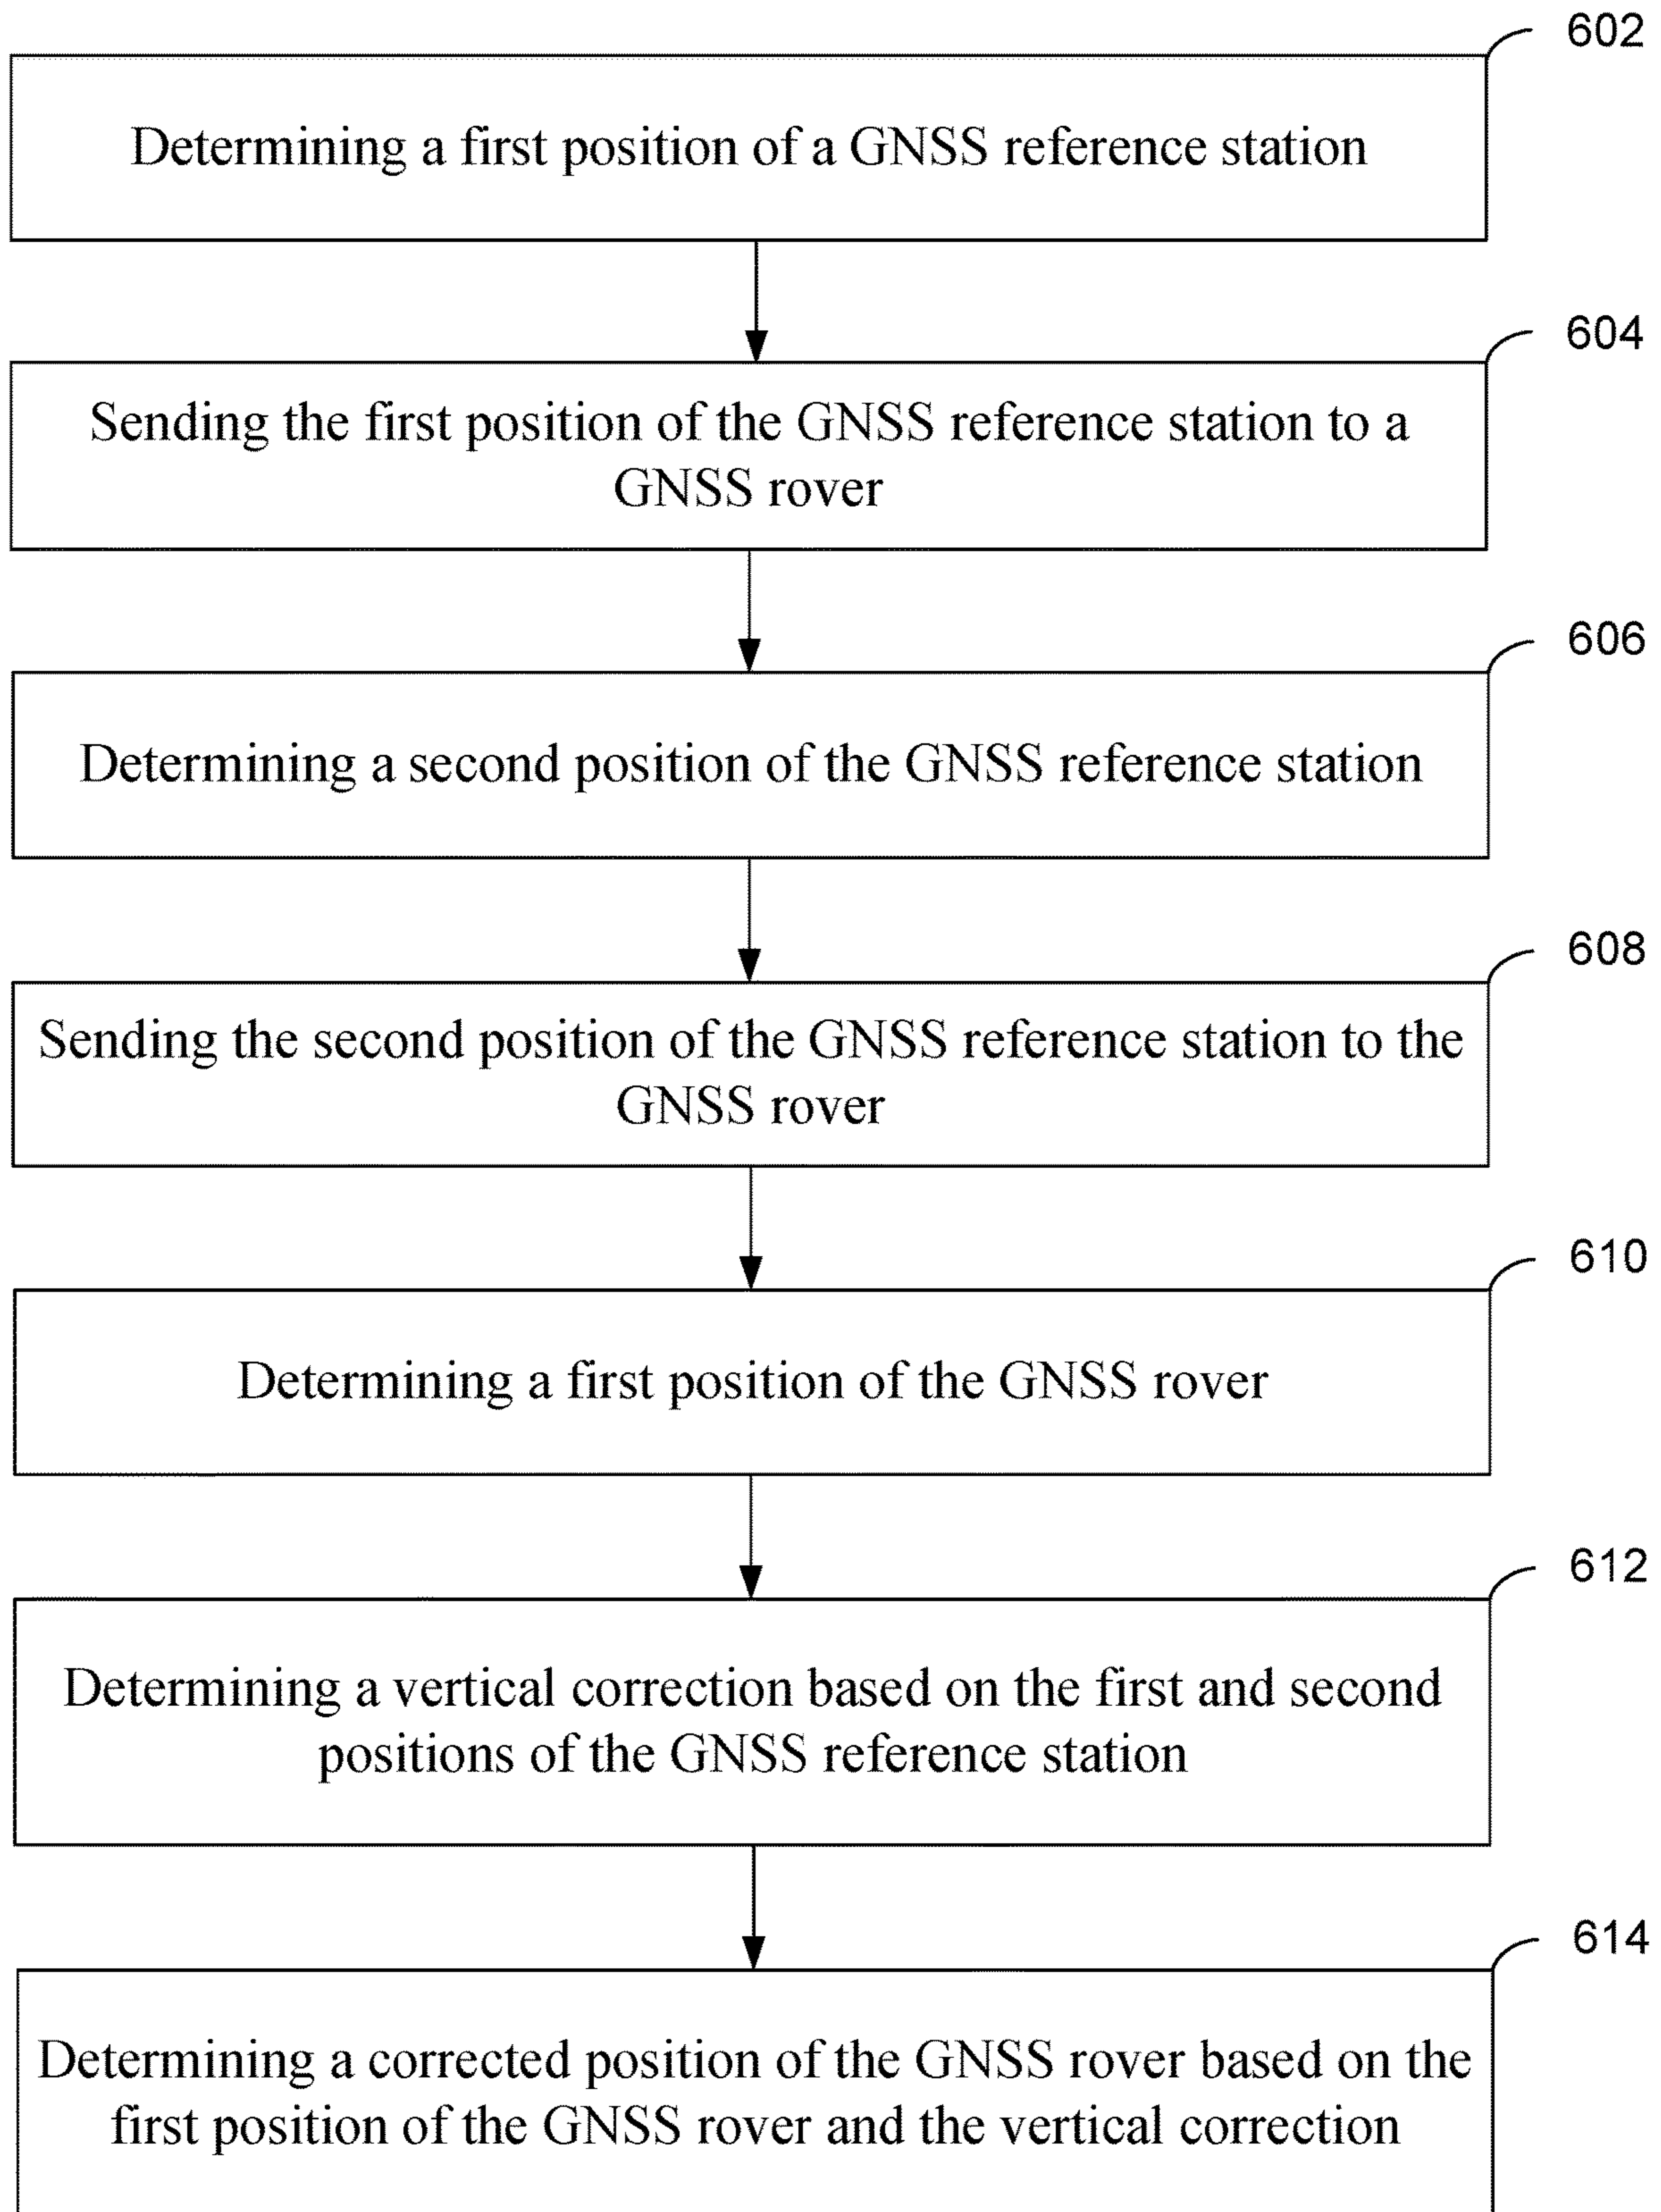 602
Determining a first position of a GNSS reference station
604
Sending the first position of the GNSS reference station to a
GNSS rover
606
Determining a second position of the GNSS reference station
608
Sending the second position of the GNSS reference station to the
GNSS rover
610
Determining a first position of the GNSS rover
612
Determining a vertical correction based on the first and second
positions of the GNSS reference station
614
Determining a corrected position of the GNSS rover based on the
first position of the GNSS rover and the vertical correction